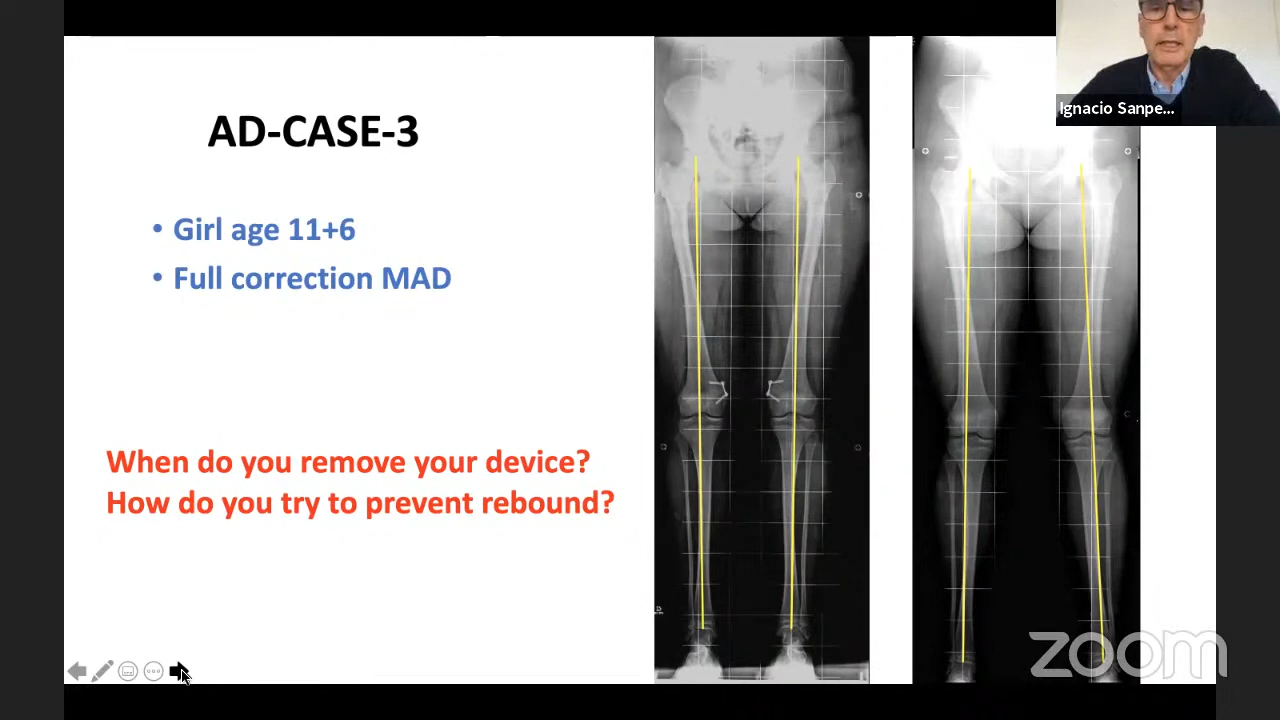 AD-CASE-3
• Girl age 11+6
• Full correction MAD
When do you remove your device?
How do you try to prevent rebound?
Ignacio Sanpe...
zoom